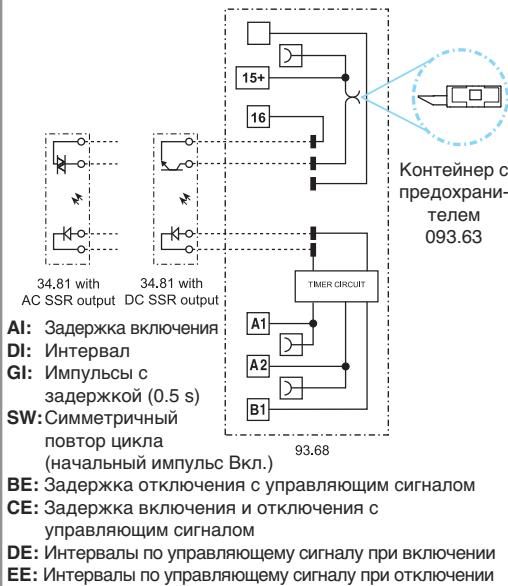 15+
16
Контейнер с
предохрани-
телем
093.63
34.81 with
AC SSR output
34.81 with
DC SSR output
TIMER CIRCUIT
A1
A2
B1
93.68
AI: Задержка включения
DI: Интервал
GI: Импульсы с
задержкой (0.5 s)
SW: Симметричный
повтор цикла
(начальный импульс Вкл.)
BE: Задержка отключения с управляющим сигналом
CE: Задержка включения и отключения с
управляющим сигналом
DE: Интервалы по управляющему сигналу при включении
EE: Интервалы по управляющему сигналу при отключении